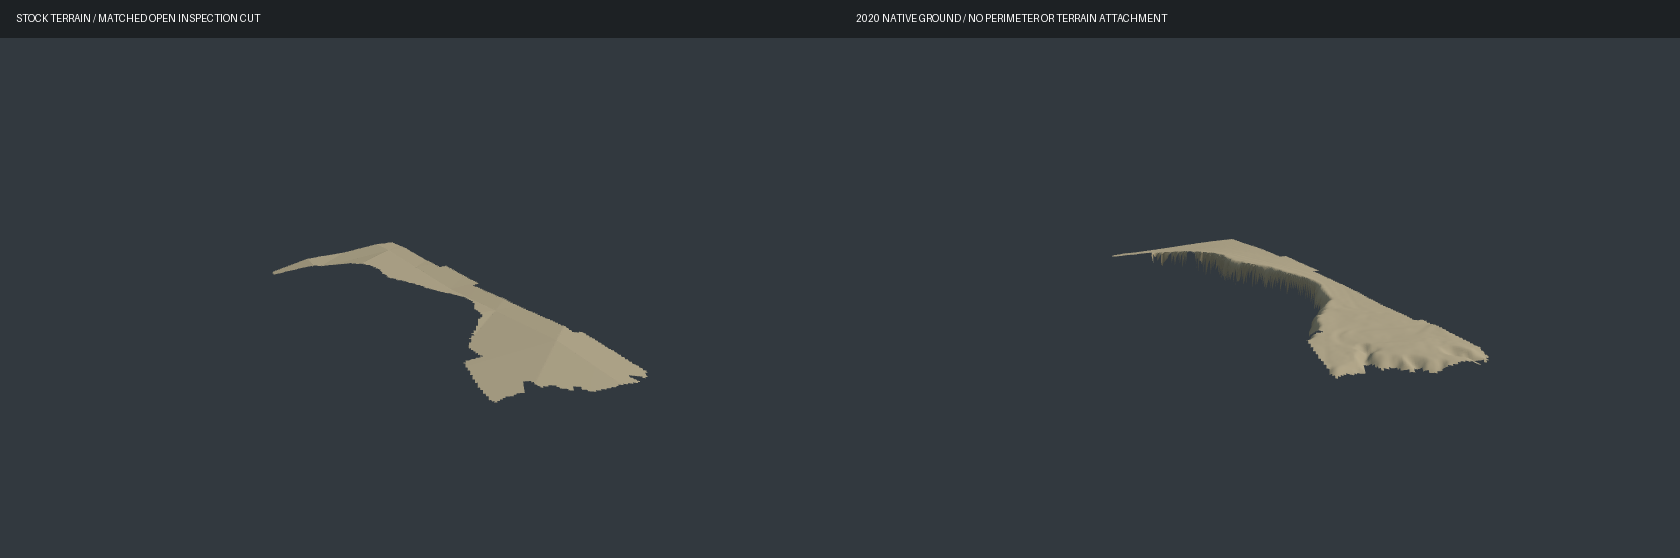 STOCK TERRAIN / MATCHED OPEN INSPECTION CUT
2020 NATIVE GROUND / NO PERIMETER OR TERRAIN ATTACHMENT